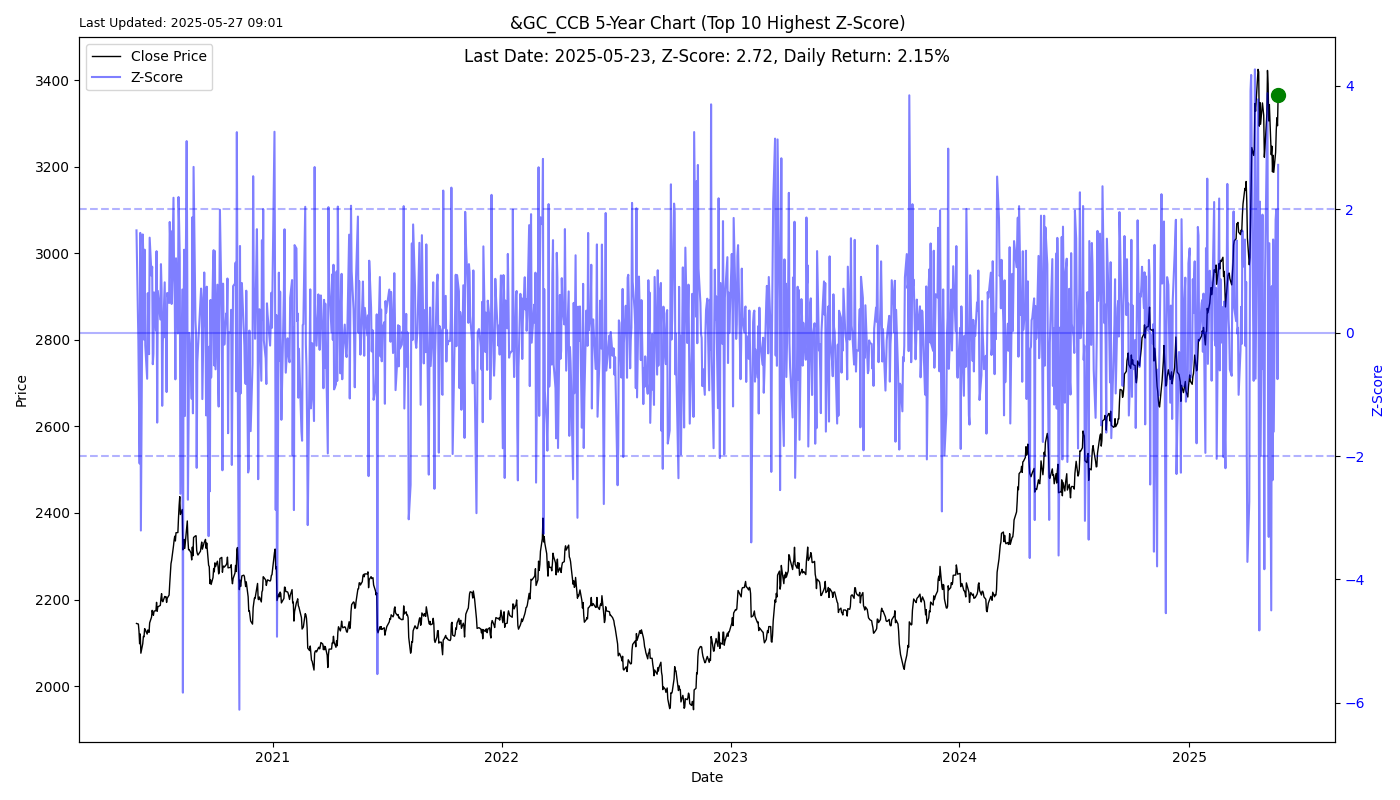 Last Updated: 2025-05-27 09:01
&GC_CCB 5-Year Chart (Top 10 Highest Z-Score)
Last Date: 2025-05-23, Z-Score: 2.72, Daily Return: 2.15%
Close Price
Z-Score
3400
3200
3000
2800
2600
2400
2200
2000
Price
4
2
0
−2
−4
−6
Z-Score
2021
2022
2023
2024
2025
Date